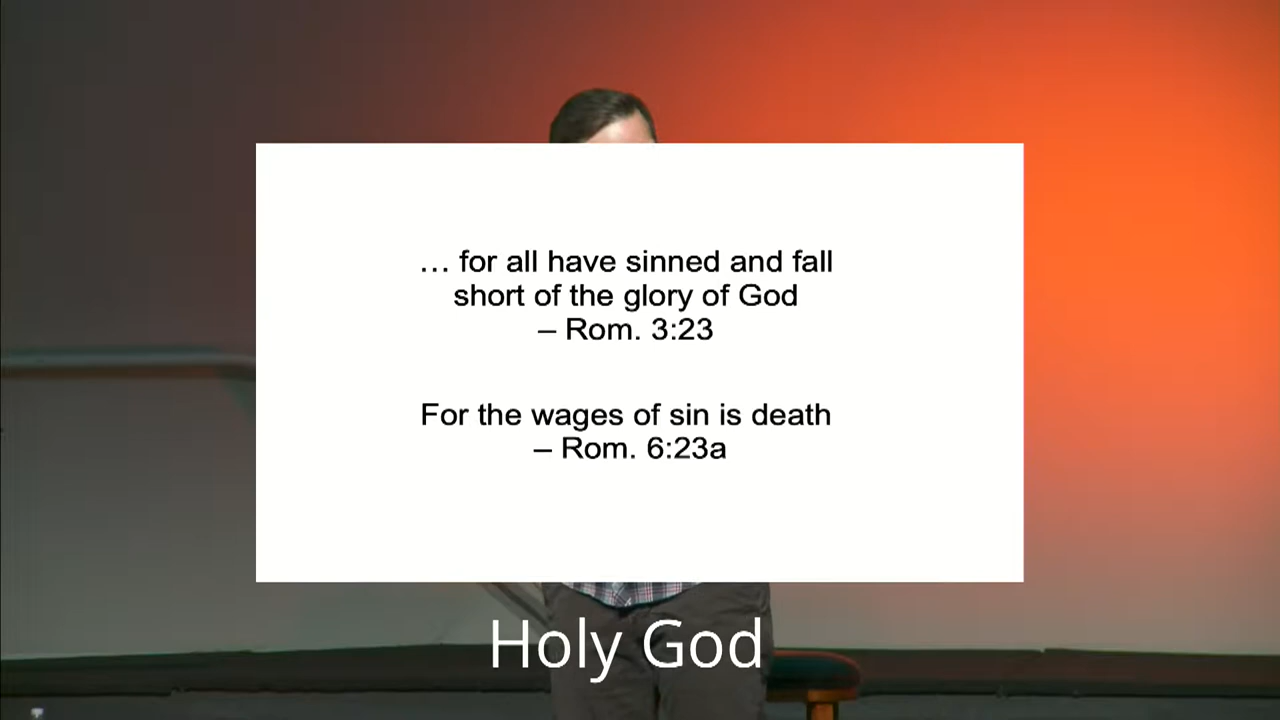 … for all have sinned and fall
short of the glory of God
– Rom. 3:23
For the wages of sin is death
– Rom. 6:23a
Holy God